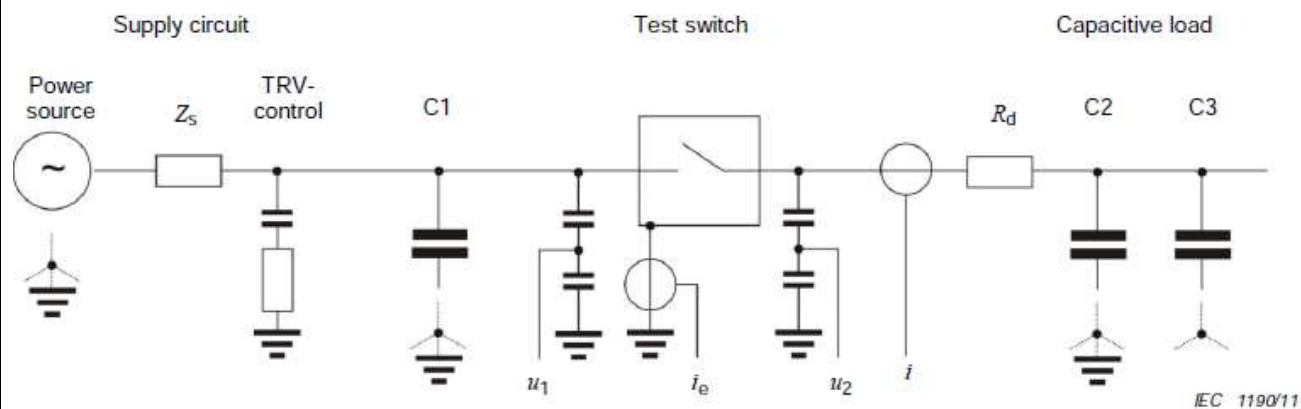 Supply circuit
Test switch
Capacitive load
Power
source
Zs
TRV-
control
C1
Rd
C2
C3
~
u1
ie
u2
i
IEC 1190/11